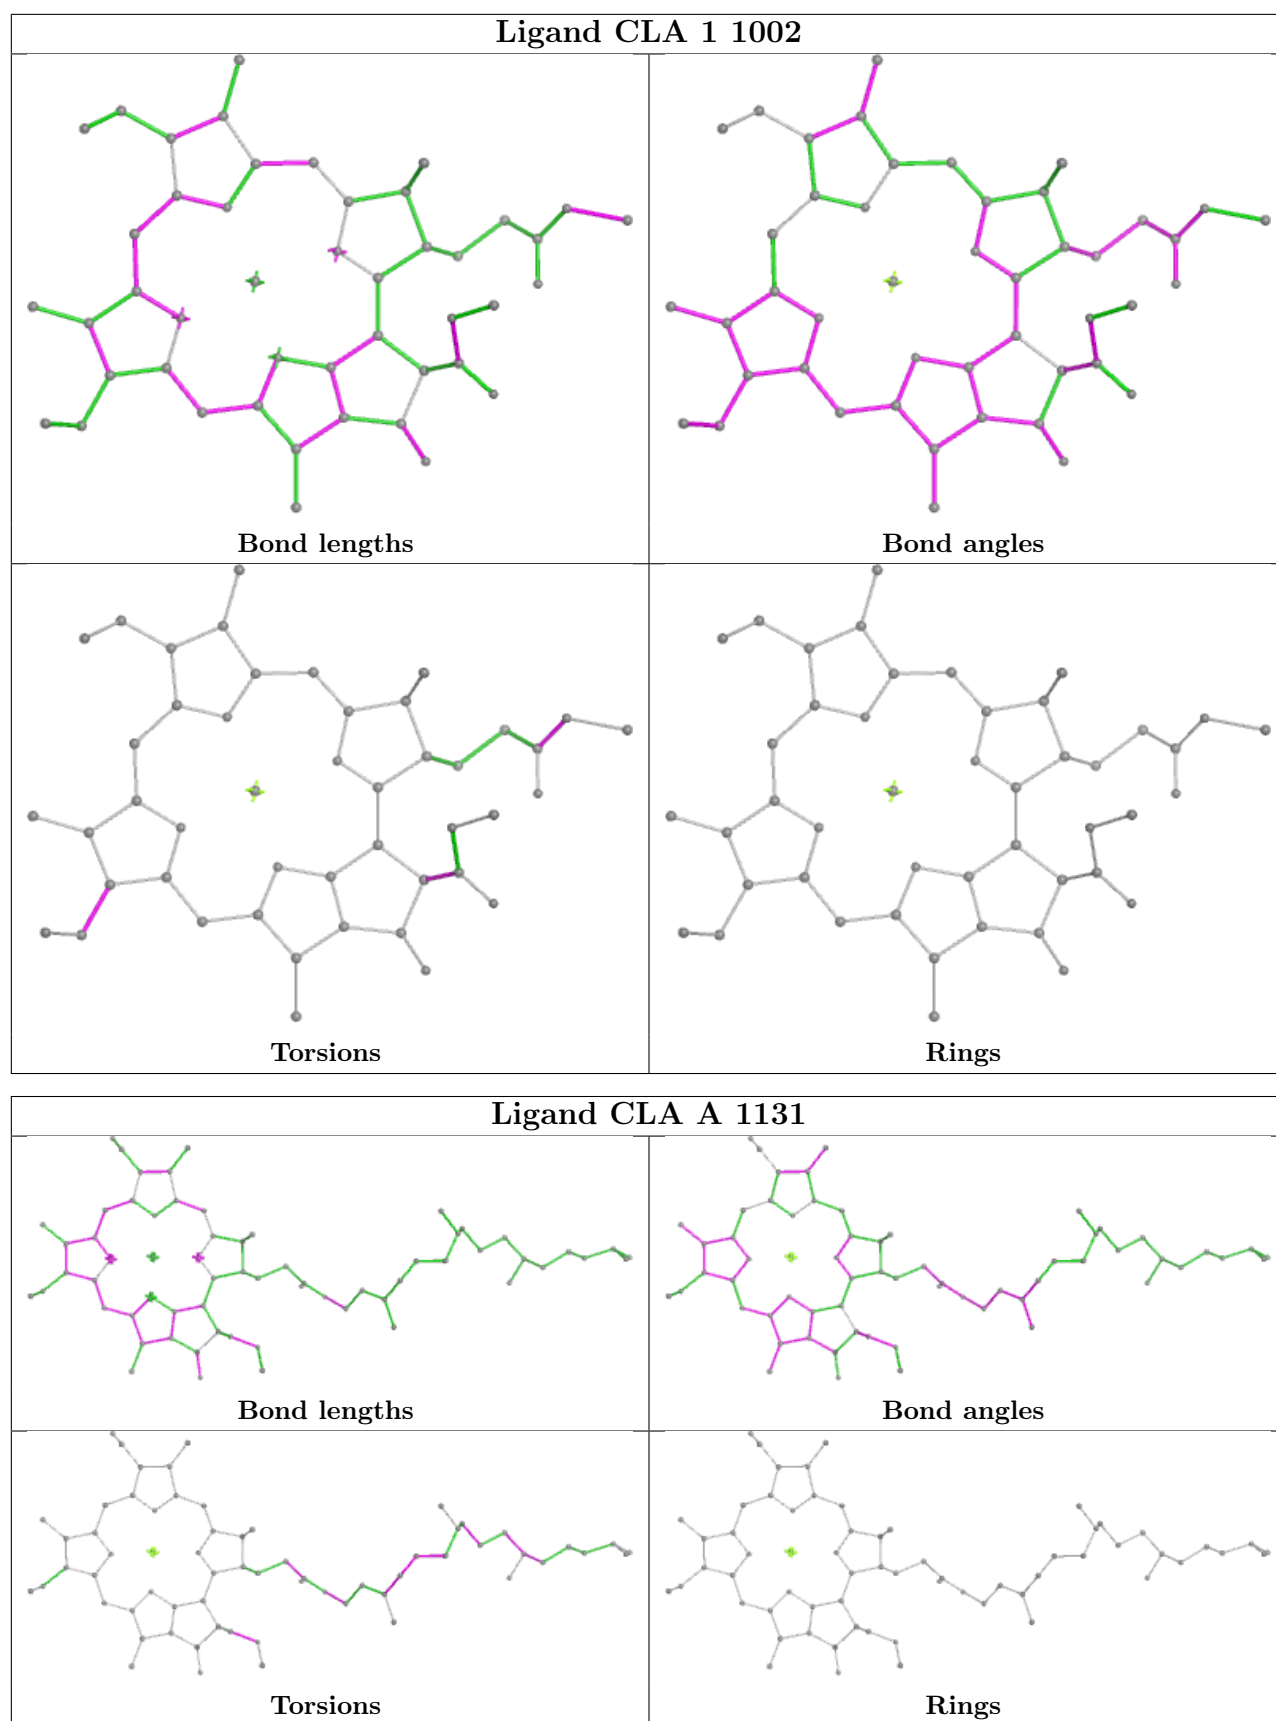 Ligand CLA 1 1002
Bond lengths
Bond angles
Torsions
Rings
Ligand CLA A 1131
Bond lengths
Bond angles
Torsions
Rings